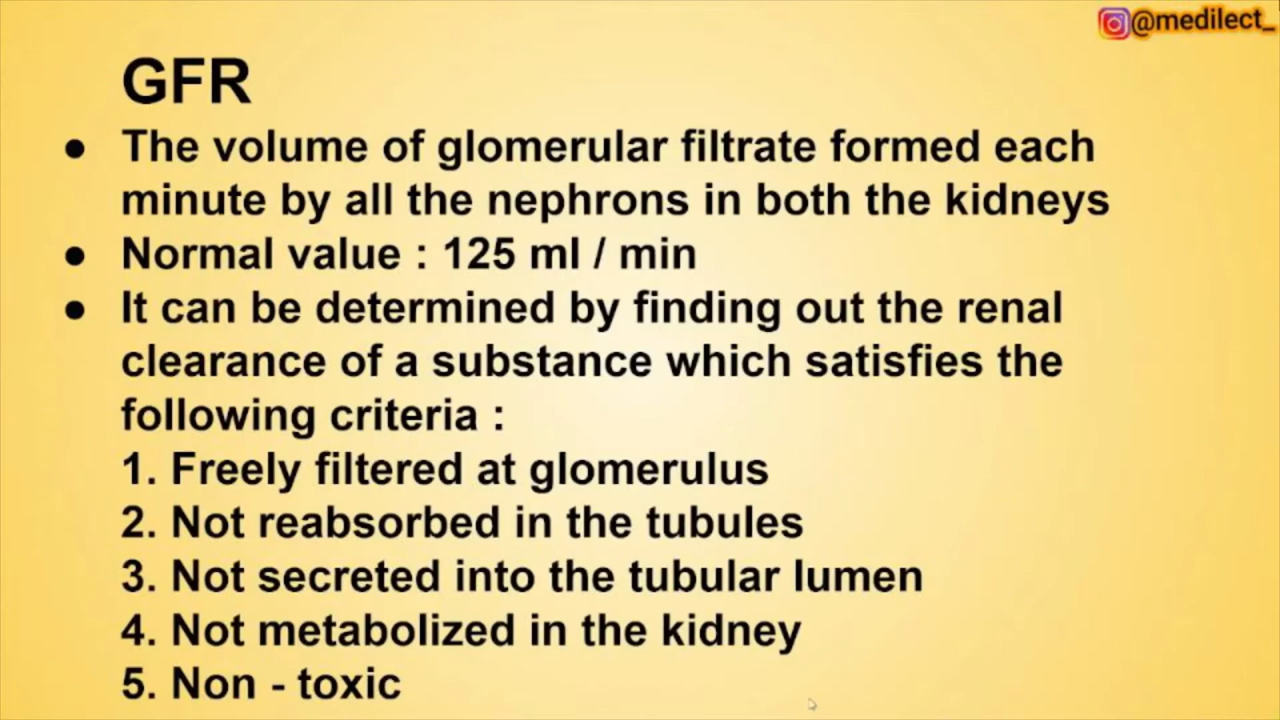 @medilect_
GFR
● The volume of glomerular filtrate formed each
minute by all the nephrons in both the kidneys
● Normal value : 125 ml / min
● It can be determined by finding out the renal
clearance of a substance which satisfies the
following criteria :
1. Freely filtered at glomerulus
2. Not reabsorbed in the tubules
3. Not secreted into the tubular lumen
4. Not metabolized in the kidney
5. Non - toxic